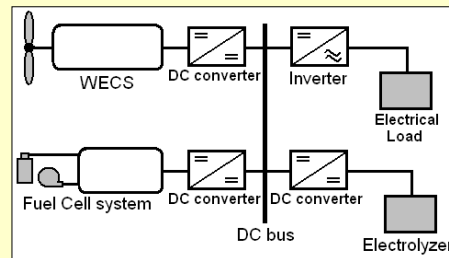 WECS
DC converter
Inverter
Electrical
Load
Fuel Cell system
DC converter
DC converter
DC bus
Electrolyzer